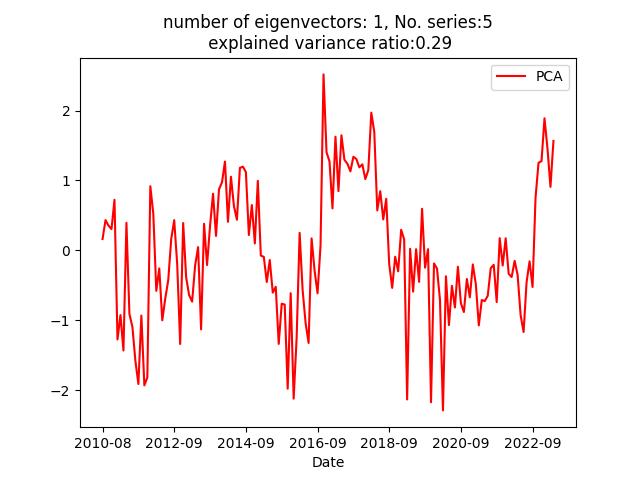 number of eigenvectors: 1, No. series:5
explained variance ratio:0.29
PCA
2
1
0
−1
−2
2010-08 2012-09 2014-09 2016-09 2018-09 2020-09 2022-09
Date